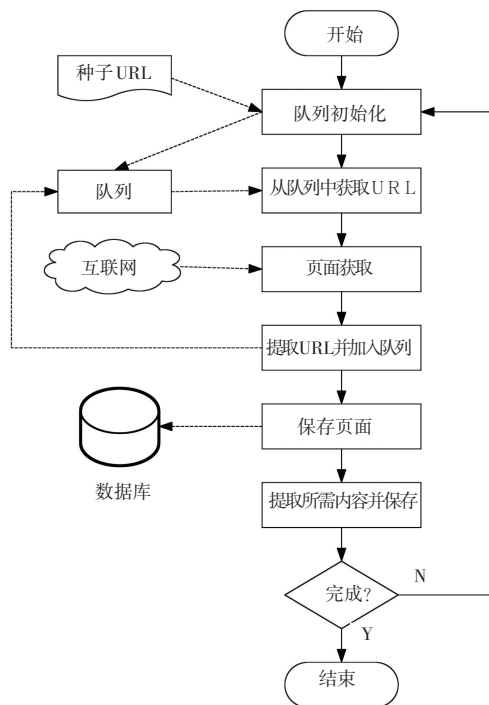 开始
种子URL
队列初始化
队列
从队列中获取URL
互联网
页面获取
提取URL并加入队列
保存页面
数据库
提取所需内容并保存
完成?
N
Y
结束